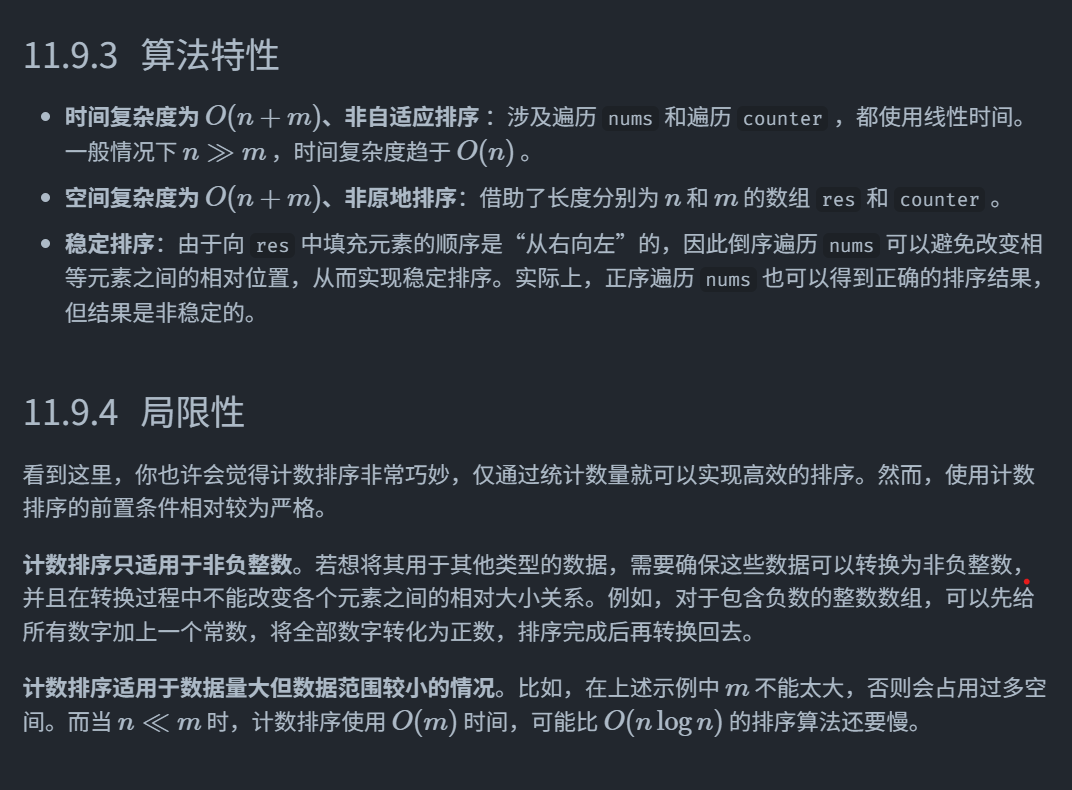 11.9.3 算法特性
时间复杂度为 O(n + m)、非自适应排序 ：涉及遍历 nums 和遍历 counter ，都使用线性时间。
一般情况下 n ≫ m ，时间复杂度趋于 O(n) 。
空间复杂度为 O(n + m)、非原地排序：借助了长度分别为 n 和 m 的数组 res 和 counter 。
稳定排序：由于向 res 中填充元素的顺序是“从右向左”的，因此倒序遍历 nums 可以避免改变相
等元素之间的相对位置，从而实现稳定排序。实际上，正序遍历 nums 也可以得到正确的排序结果，
但结果是非稳定的。
11.9.4 局限性
看到这里，你也许会觉得计数排序非常巧妙，仅通过统计数量就可以实现高效的排序。然而，使用计数
排序的前置条件相对较为严格。
计数排序只适用于非负整数。若想将其用于其他类型的数据，需要确保这些数据可以转换为非负整数，
并且在转换过程中不能改变各个元素之间的相对大小关系。例如，对于包含负数的整数数组，可以先给
所有数字加上一个常数，将全部数字转化为正数，排序完成后再转换回去。
计数排序适用于数据量大但数据范围较小的情况。比如，在上述示例中 m 不能太大，否则会占用过多空
间。而当 n ≪ m 时，计数排序使用 O(m) 时间，可能比 O(n log n) 的排序算法还要慢。